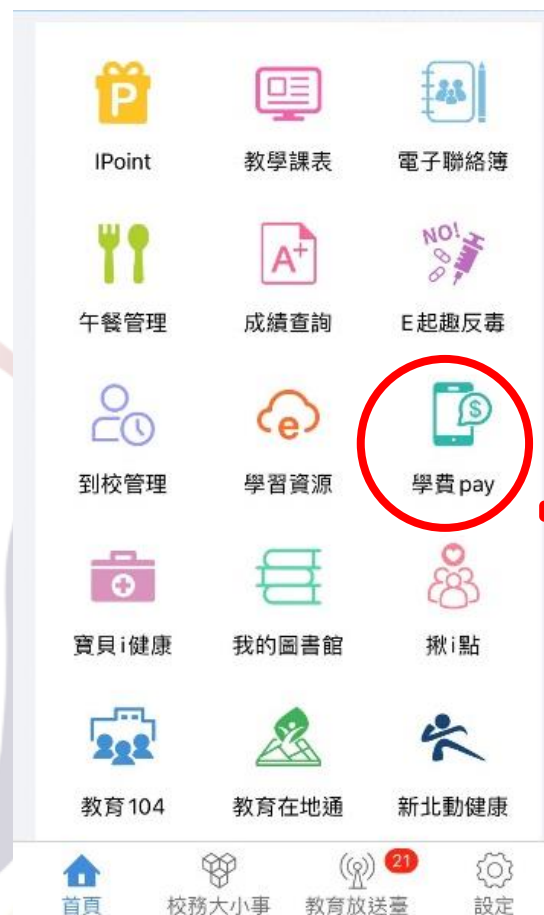 P
IPoint 教學課表 電子聯絡簿
A+ NO!
午餐管理 成績查詢 E起趣反毒
e $
到校管理 學習資源 學費pay
寶貝i健康 我的圖書館 揪i點
教育104 教育在地通 新北動健康
21
首頁 校務大小事 教育放送臺 設定